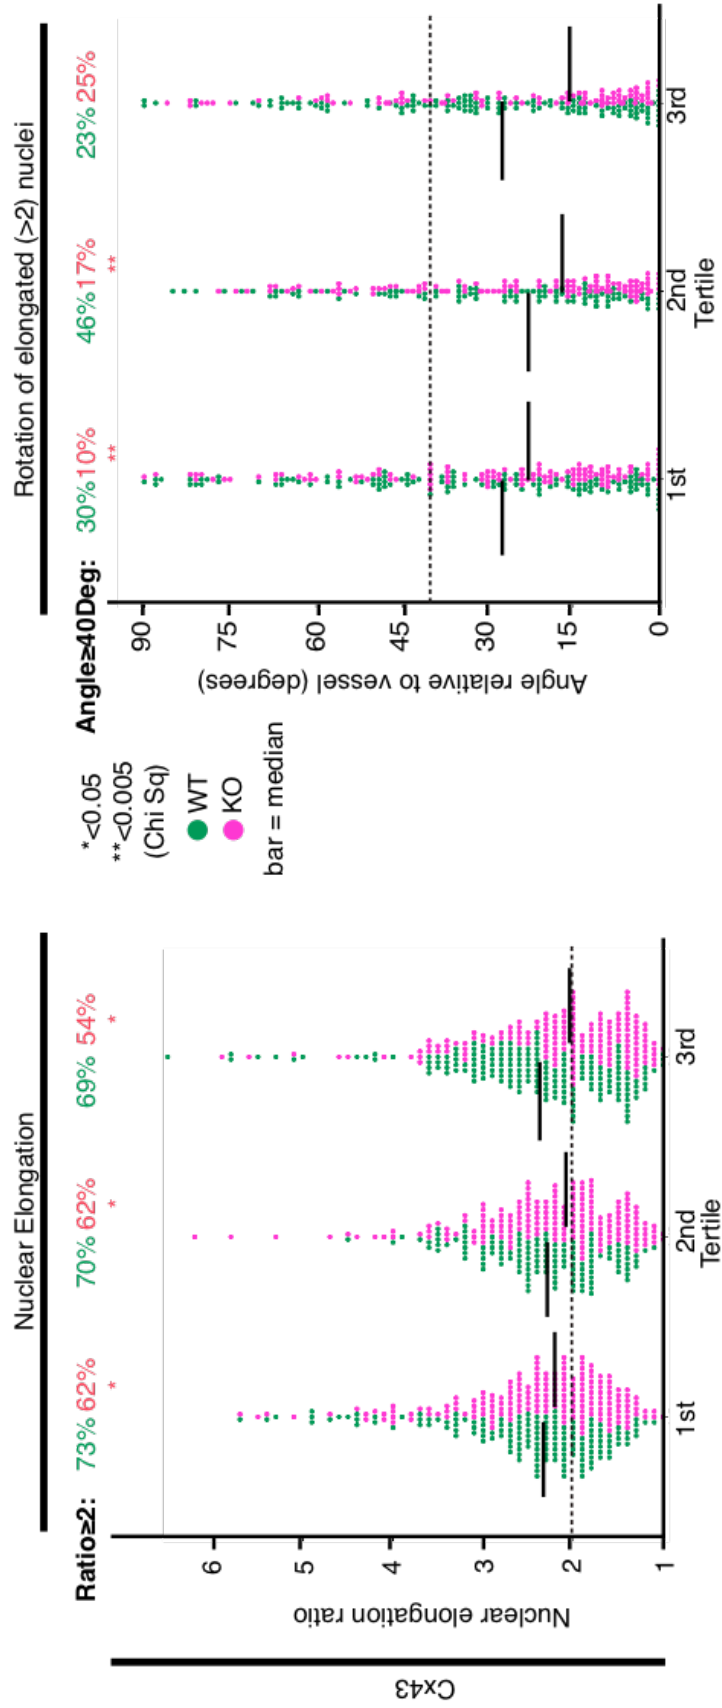 Nuclear Elongation
Ratio≥2: 73% 62% 70% 62% 69% 54%
* * *
Nuclear elongation ratio
6
5
4
3
2
1
1st 2nd 3rd
Tertile
Cx43
*<0.05
**<0.005
(Chi Sq)
WT
KO
bar = median
Rotation of elongated (>2) nuclei
Angle≥40Deg: 30% 10% 46% 17% 23% 25%
** **
Angle relative to vessel (degrees)
90
75
60
45
30
15
0
1st 2nd 3rd
Tertile